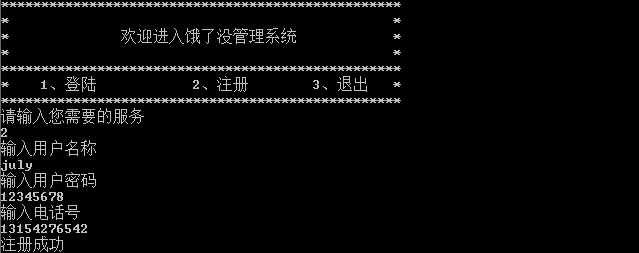 **************************************************
*                                                *
*              欢迎进入饿了没管理系统            *
*                                                *
**************************************************
*    1、登陆            2、注册        3、退出   *
**************************************************
请输入您需要的服务
2
输入用户名称
july
输入用户密码
12345678
输入电话号
13154276542
注册成功